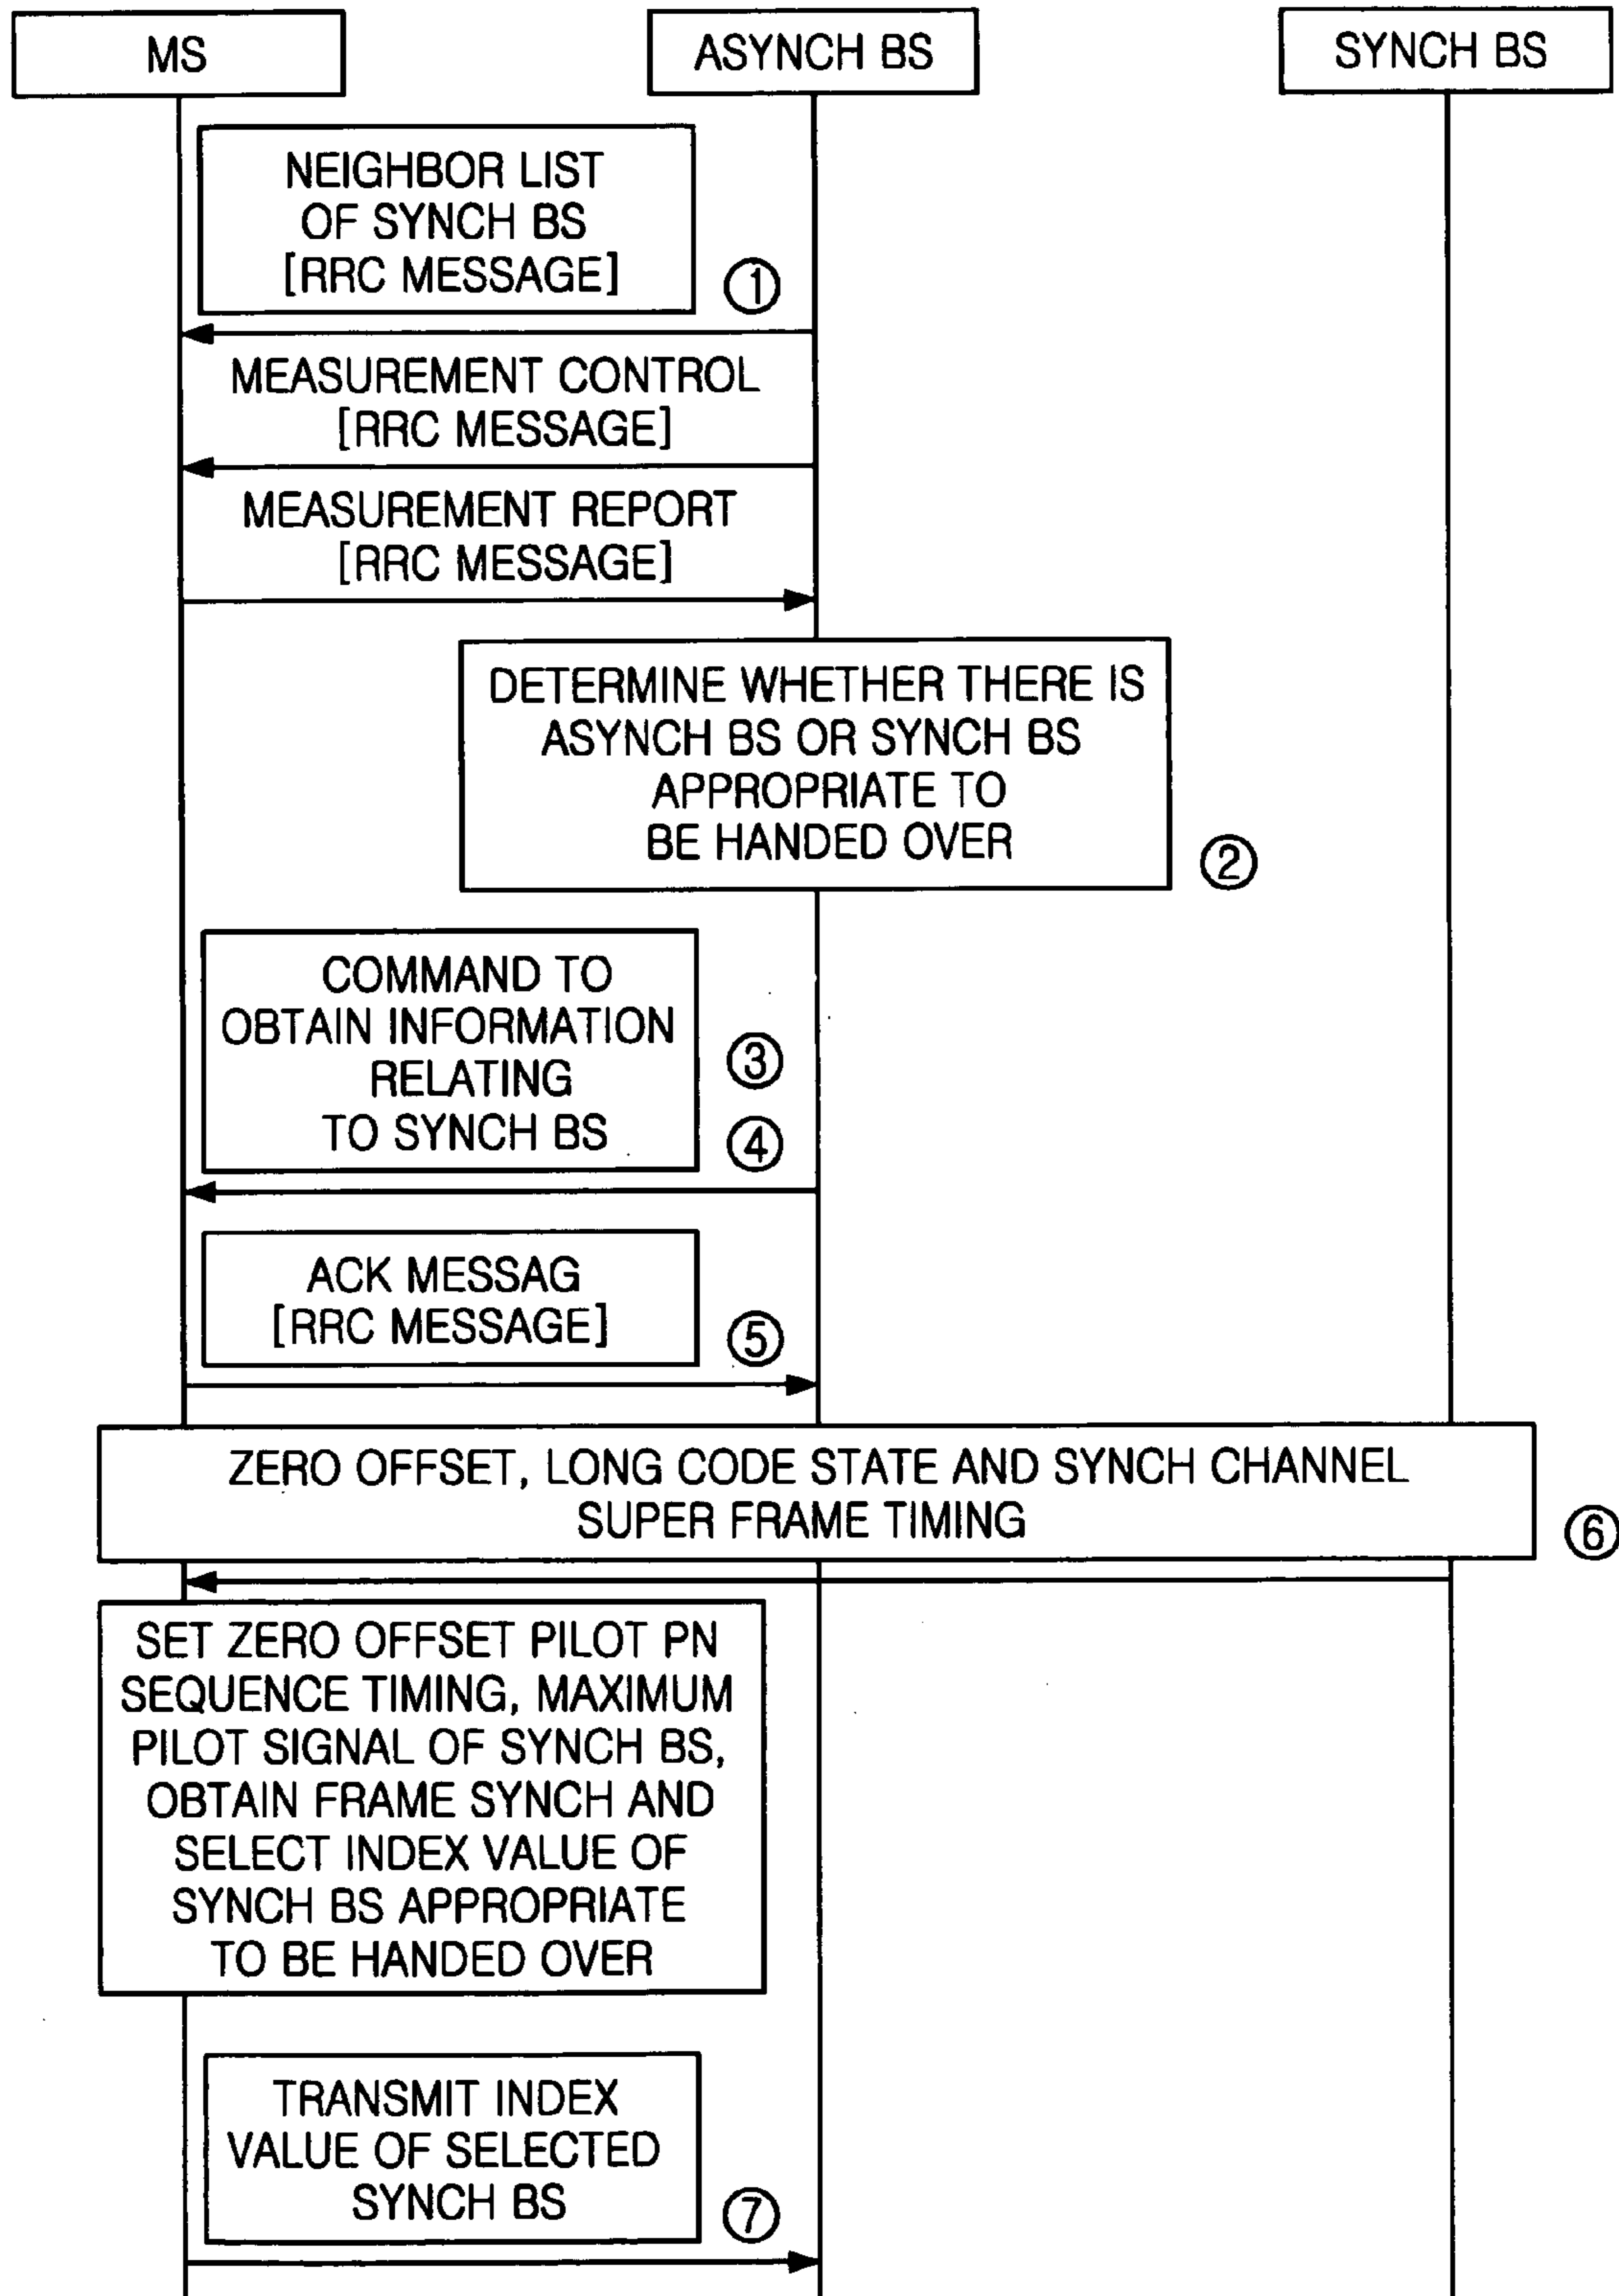 MS
ASYNCH BS
SYNCH BS
NEIGHBOR LIST
OF SYNCH BS
[RRC MESSAGE]
①
MEASUREMENT CONTROL
[RRC MESSAGE]
MEASUREMENT REPORT
[RRC MESSAGE]
DETERMINE WHETHER THERE IS
ASYNCH BS OR SYNCH BS
APPROPRIATE TO
BE HANDED OVER
②
COMMAND TO
OBTAIN INFORMATION
RELATING
TO SYNCH BS
③
④
ACK MESSAG
[RRC MESSAGE]
⑤
ZERO OFFSET, LONG CODE STATE AND SYNCH CHANNEL
SUPER FRAME TIMING
⑥
SET ZERO OFFSET PILOT PN
SEQUENCE TIMING, MAXIMUM
PILOT SIGNAL OF SYNCH BS,
OBTAIN FRAME SYNCH AND
SELECT INDEX VALUE OF
SYNCH BS APPROPRIATE
TO BE HANDED OVER
TRANSMIT INDEX
VALUE OF SELECTED
SYNCH BS
⑦